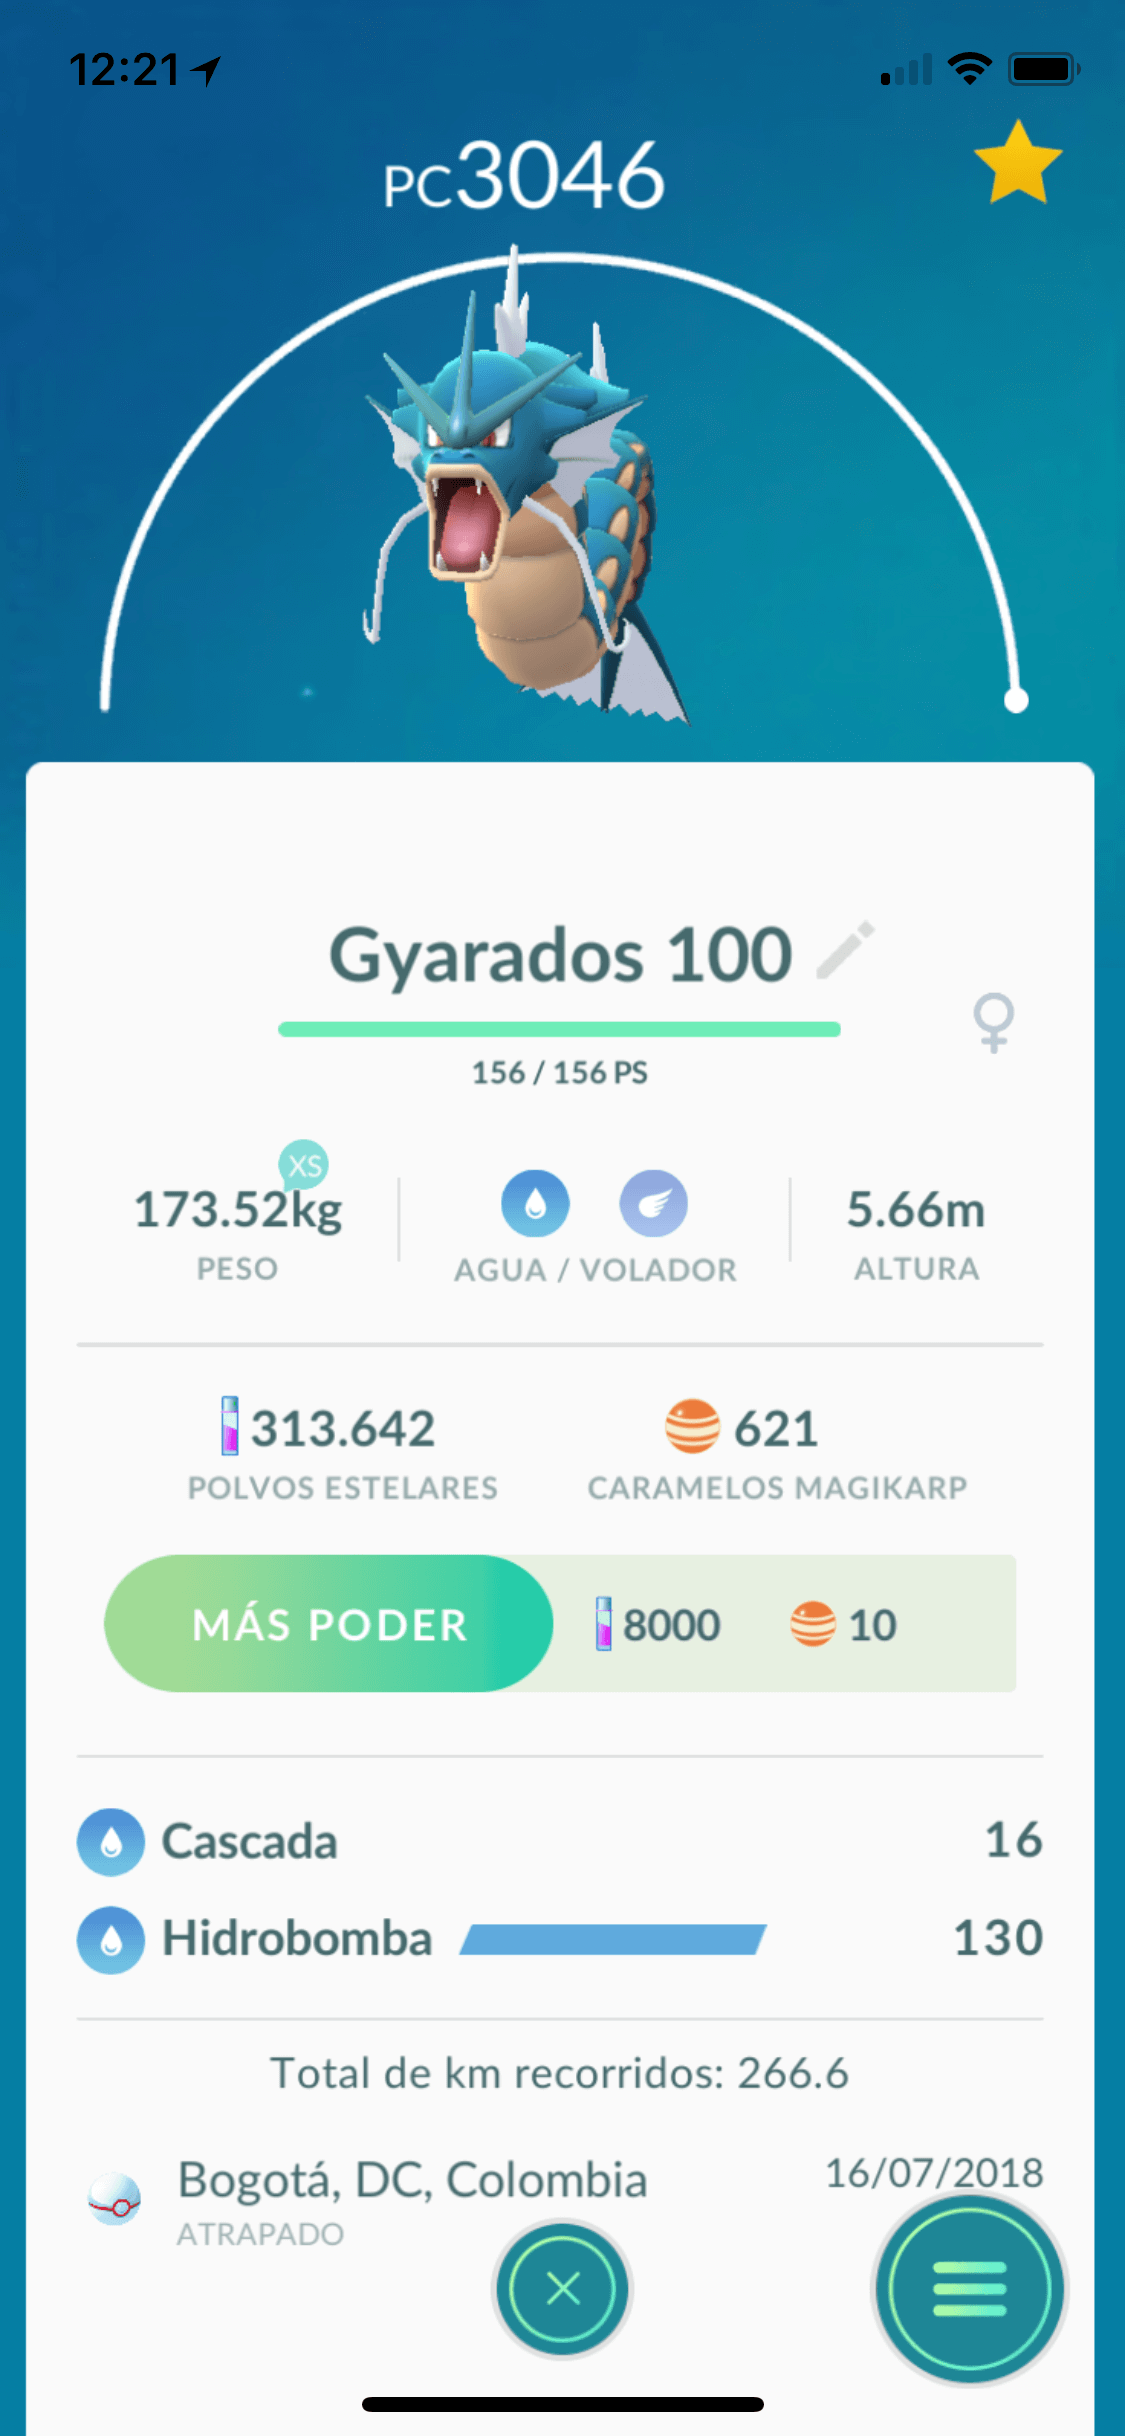 12:21
PC3046
Gyarados 100
156 / 156 PS
XS
173.52kg
PESO
AGUA / VOLADOR
5.66m
ALTURA
313.642
POLVOS ESTELARES
621
CARAMELOS MAGIKARP
MÁS PODER 8000 10
Cascada 16
Hidrobomba 130
Total de km recorridos: 266.6
Bogotá, DC, Colombia 16/07/2018
ATRAPADO